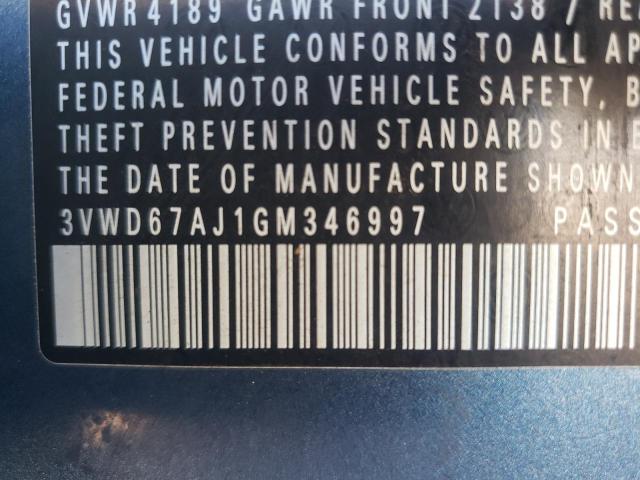 GVWR 4189 GAWR FRONT 2138 / RE
THIS VEHICLE CONFORMS TO ALL AP
FEDERAL MOTOR VEHICLE SAFETY, B
THEFT PREVENTION STANDARDS IN E
THE DATE OF MANUFACTURE SHOWN
3VWD67AJ1GM346997 PASS